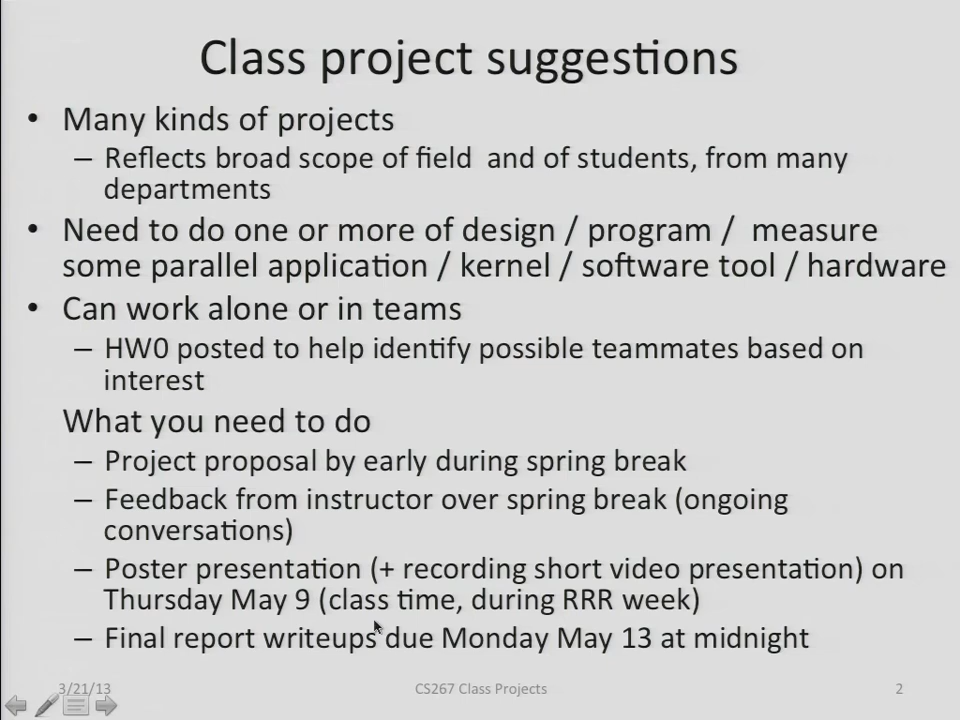 Class project suggestions
• Many kinds of projects
– Reflects broad scope of field and of students, from many
departments
• Need to do one or more of design / program / measure
some parallel application / kernel / software tool / hardware
• Can work alone or in teams
– HW0 posted to help identify possible teammates based on
interest
What you need to do
– Project proposal by early during spring break
– Feedback from instructor over spring break (ongoing
conversations)
– Poster presentation (+ recording short video presentation) on
Thursday May 9 (class time, during RRR week)
– Final report writeups due Monday May 13 at midnight
3/21/13
CS267 Class Projects
2